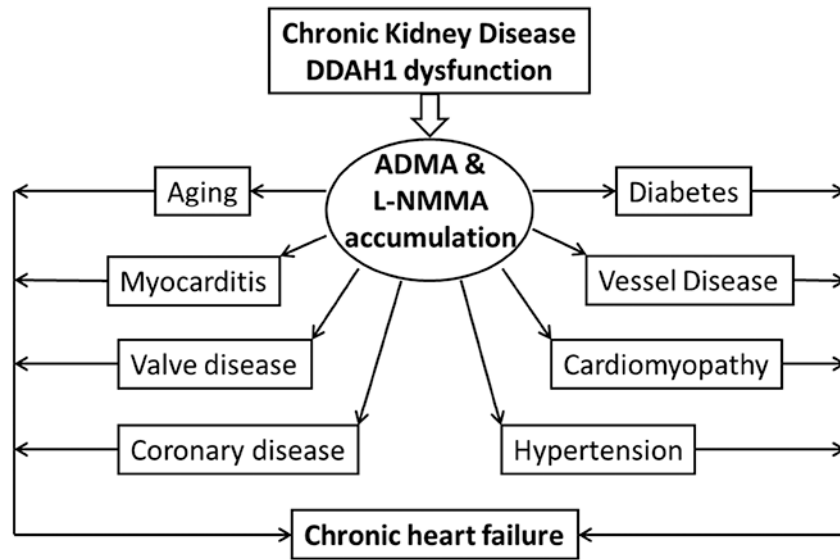 Chronic Kidney Disease
DDAH1 dysfunction
ADMA &
L-NMMA
accumulation
Aging
Diabetes
Myocarditis
Vessel Disease
Valve disease
Cardiomyopathy
Coronary disease
Hypertension
Chronic heart failure